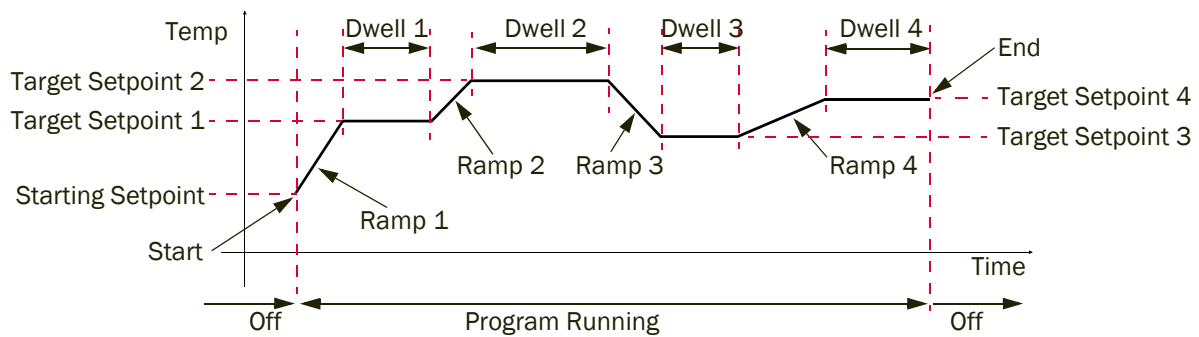 Temp
Dwell 1
Dwell 2
Dwell 3
Dwell 4
End
Target Setpoint 2
Target Setpoint 4
Target Setpoint 1
Target Setpoint 3
Ramp 2
Ramp 3
Ramp 4
Starting Setpoint
Ramp 1
Start
Time
Off
Program Running
Off